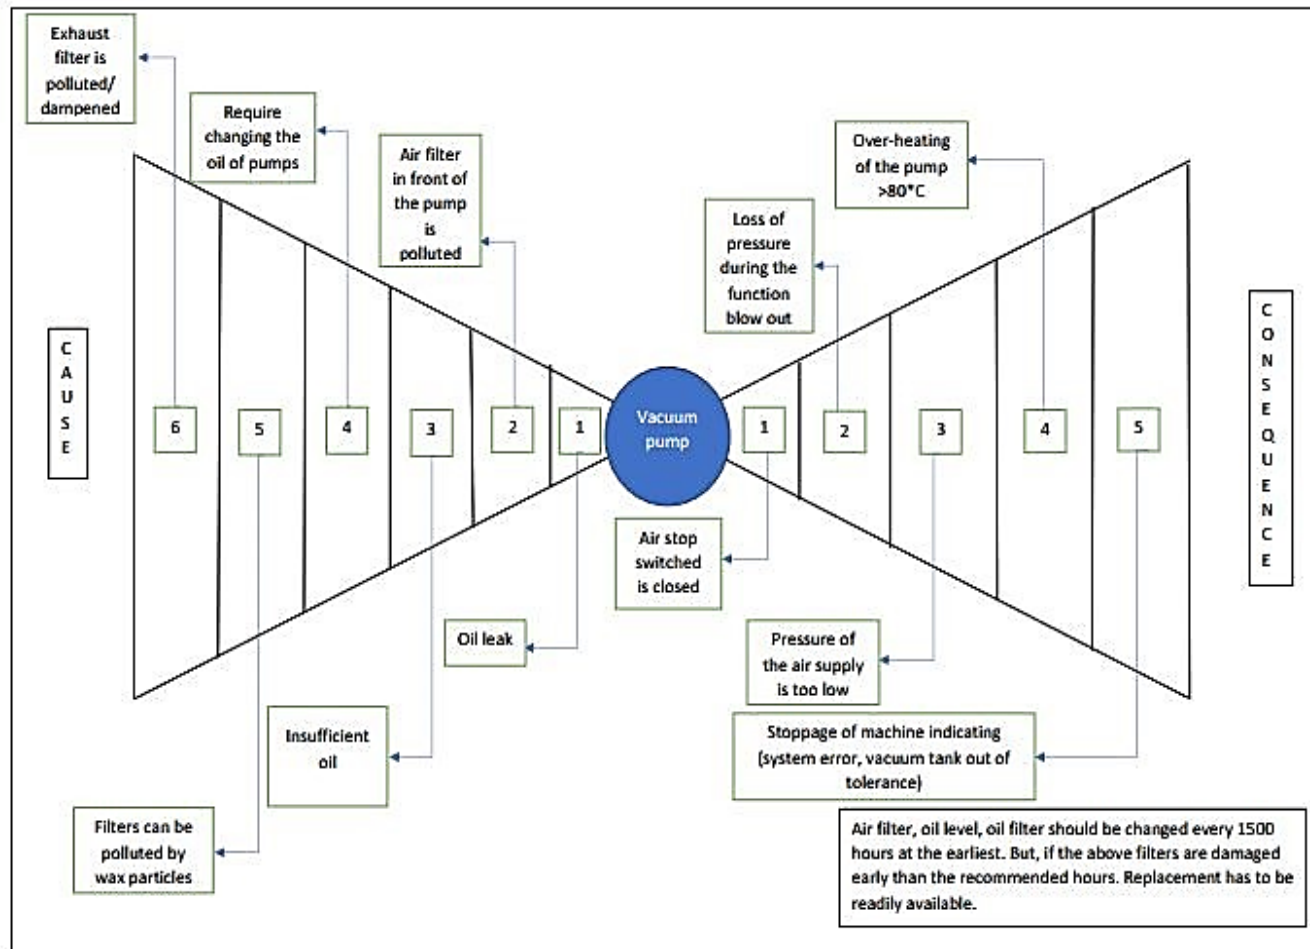 Exhaust
filter is
polluted/
dampened
Require
changing the
oil of pumps
Air filter
in front of
the pump
is
polluted
Over-heating
of the pump
>80*C
Loss of
pressure
during the
function
blow out
C
A
U
S
E
6
5
4
3
2
1
Vacuum
pump
1
2
3
4
5
C
O
N
S
E
Q
U
E
N
C
E
Air stop
switched
is closed
Oil leak
Pressure of
the air supply
is too low
Insufficient
oil
Stoppage of machine indicating
(system error, vacuum tank out of
tolerance)
Filters can be
polluted by
wax particles
Air filter, oil level, oil filter should be changed every 1500
hours at the earliest. But, if the above filters are damaged
early than the recommended hours. Replacement has to be
readily available.